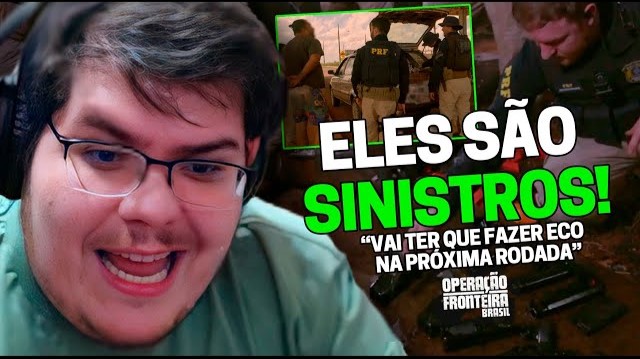 PRF
ELES SÃO
SINISTROS!
“VAI TER QUE FAZER ECO
NA PRÓXIMA RODADA”
OPERAÇÃO
FRONTEIRA
BRASIL